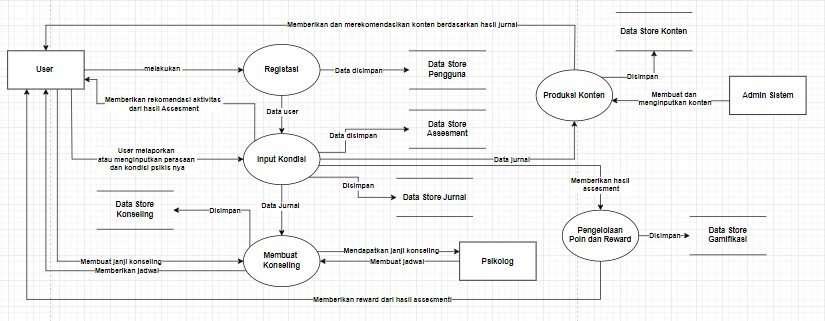 Memberikan dan merekomendasikan konten berdasarkan hasil jurnal
Data Store Konten
User
melakukan
Registasi
Data disimpan
Data Store
Pengguna
Disimpan
Produksi Konten
Membuat dan
menginputkan konten
Admin Sistem
Memberikan rekomendasi aktivitas
dari hasil Assesment
Data user
Data disimpan
Data Store
Assesment
User melaporkan
atau menginputkan perasaan
dan kondisi psikis nya
Input Kondisi
Data jurnal
Memberikan hasil
assesment
Disimpan
Data Store Jurnal
Data Store
Konseling
Disimpan
Data Jurnal
Pengelolaan
Poin dan Reward
Disimpan
Data Store
Gamifikasi
Membuat janji konseling
Memberikan jadwal
Membuat
Konseling
Mendapatkan janji konseling
Membuat jadwal
Psikolog
Memberikan reward dari hasil assesmenti